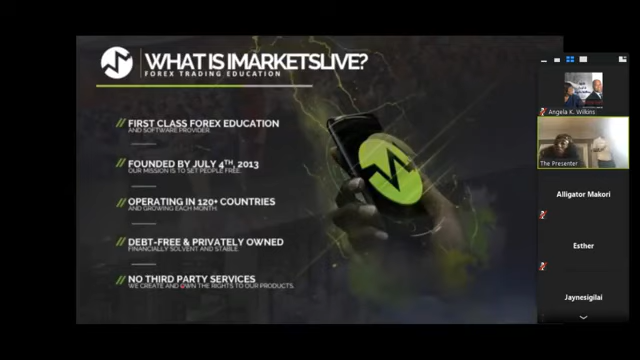 WHAT IS IMARKETSLIVE?
FOREX TRADING EDUCATION
// FIRST CLASS FOREX EDUCATION
AND SOFTWARE PROVIDER.
// FOUNDED BY JULY 4TH, 2013
OUR MISSION IS TO SET PEOPLE FREE.
// OPERATING IN 120+ COUNTRIES
AND GROWING EACH MONTH.
// DEBT-FREE & PRIVATELY OWNED
FINANCIALLY SOLVENT AND STABLE.
// NO THIRD PARTY SERVICES
WE CREATE AND OWN THE RIGHTS TO OUR PRODUCTS.
Angela K. Wilkins
The Presenter
Alligator Makori
Esther
Jaynesigilai